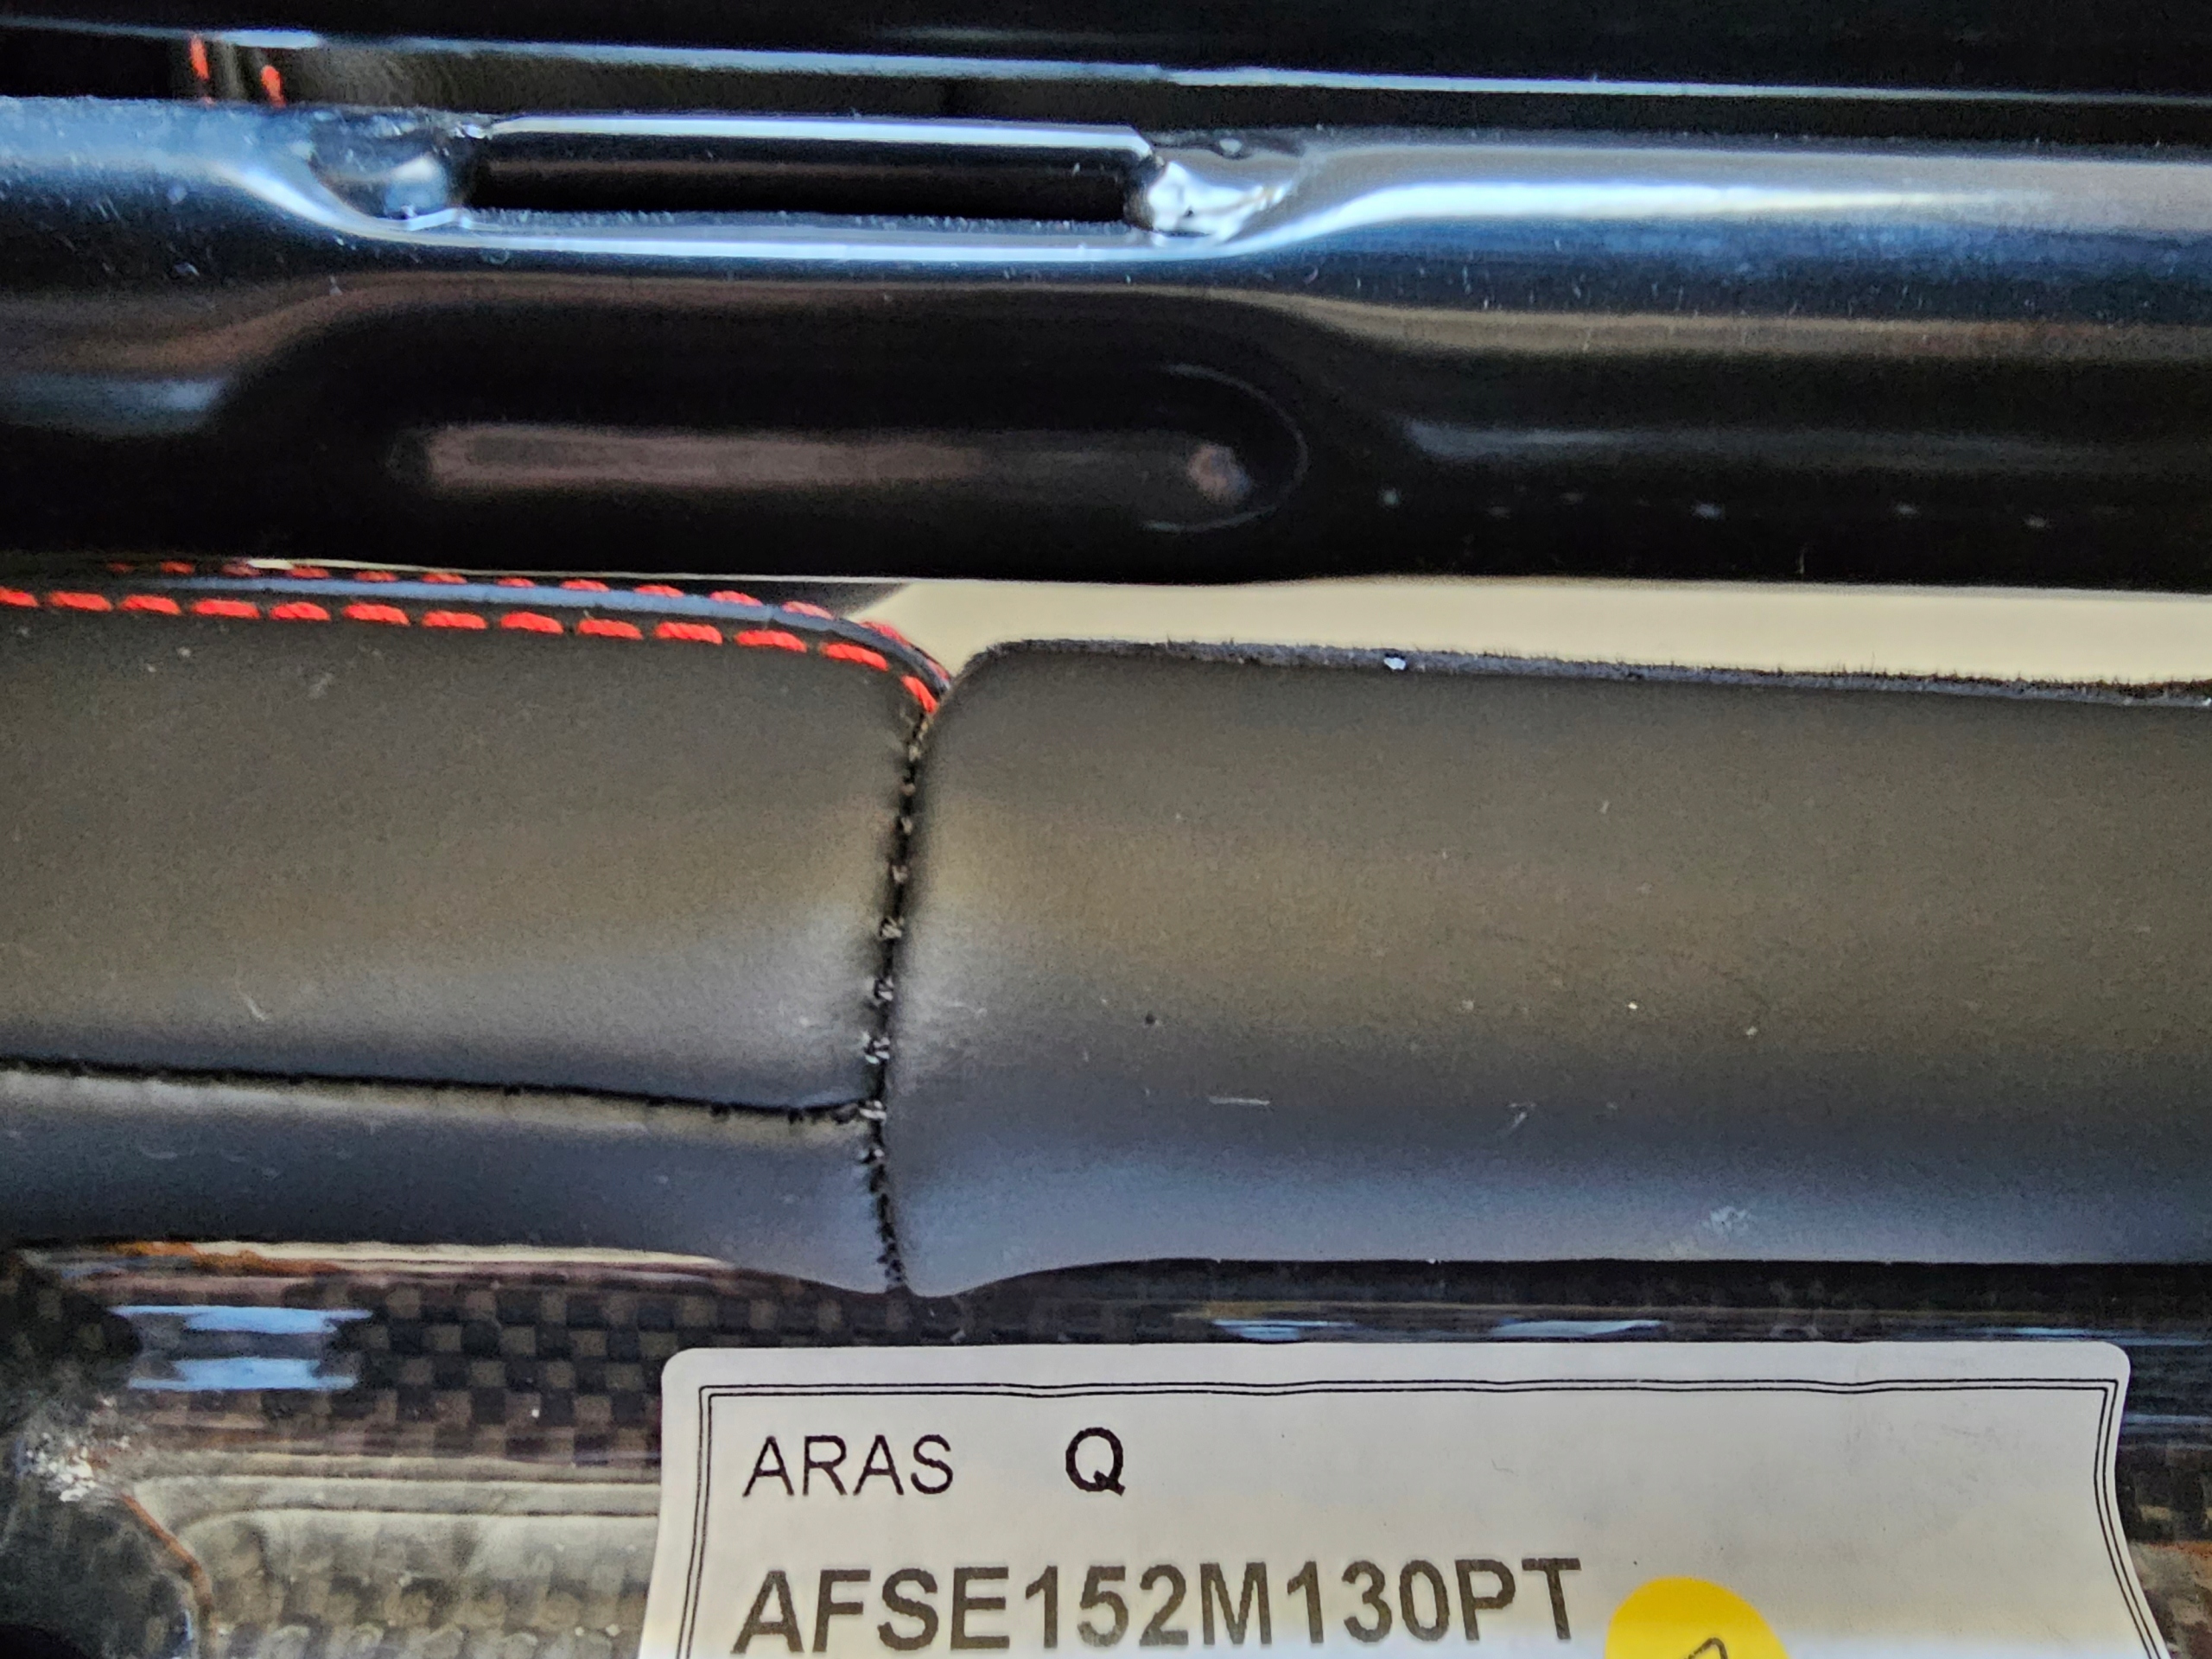 ARAS Q
AFSE152M130PT